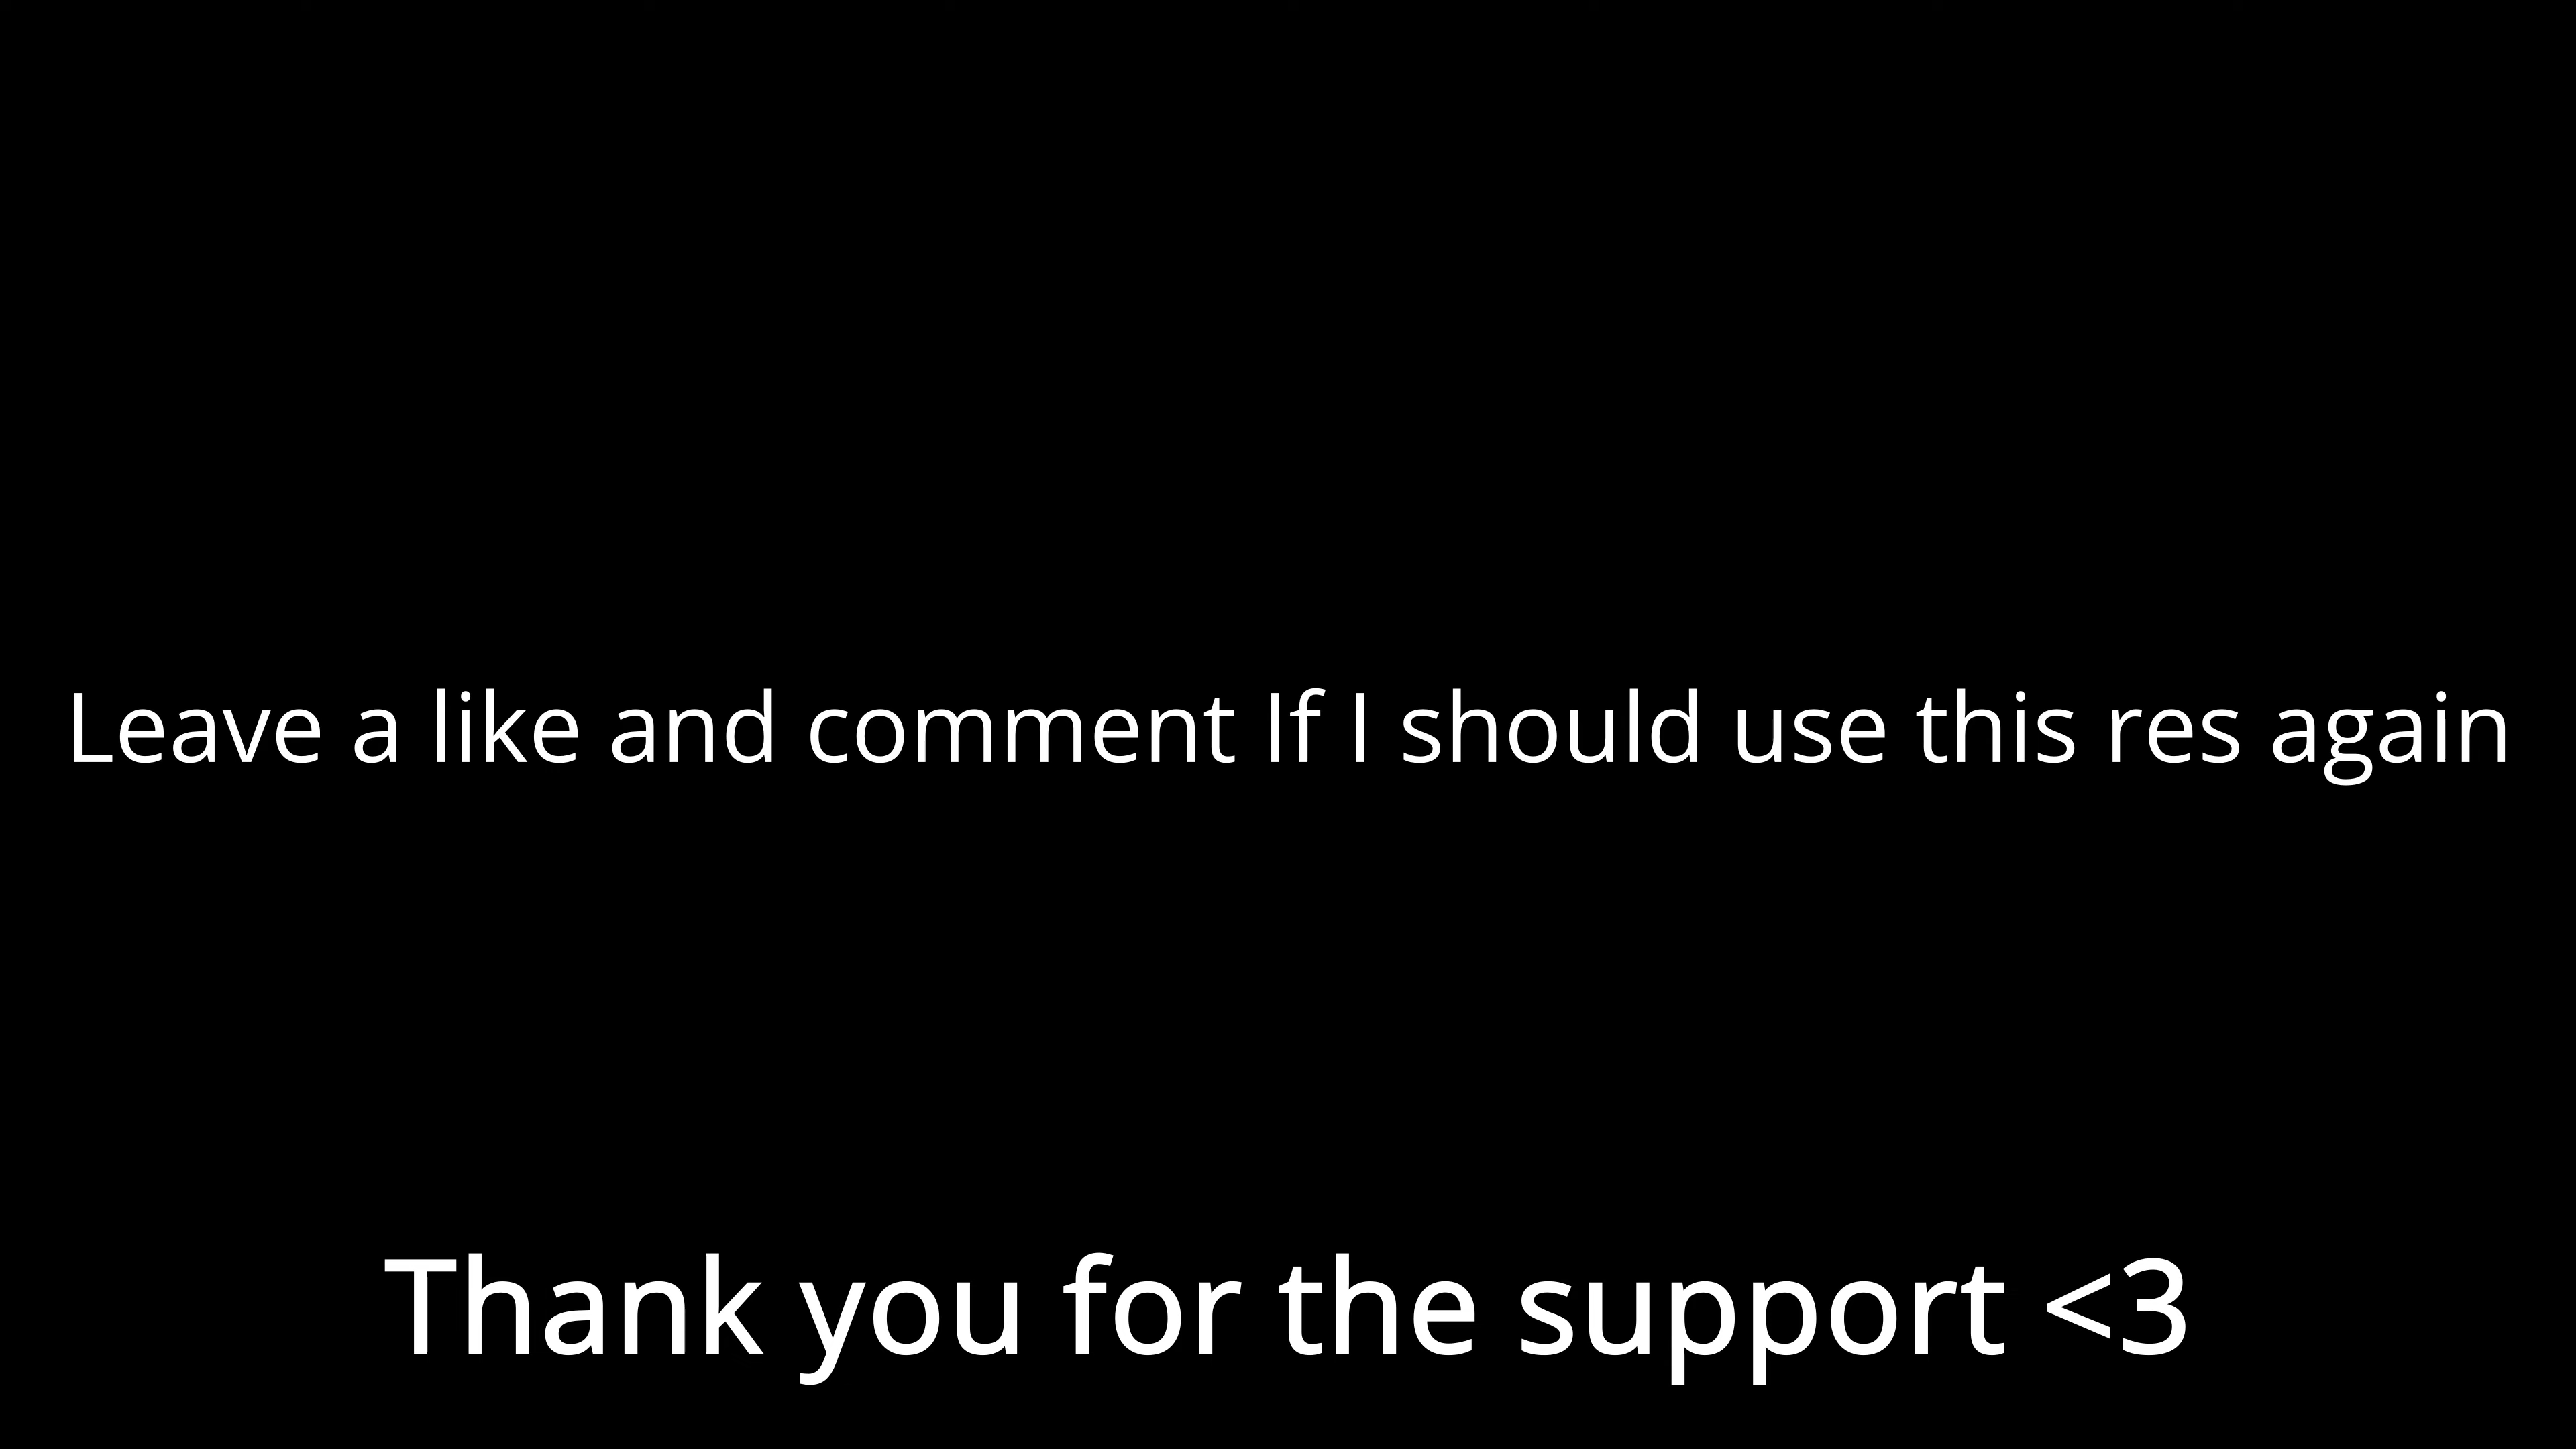 Leave a like and comment If I should use this res again
Thank you for the support <3